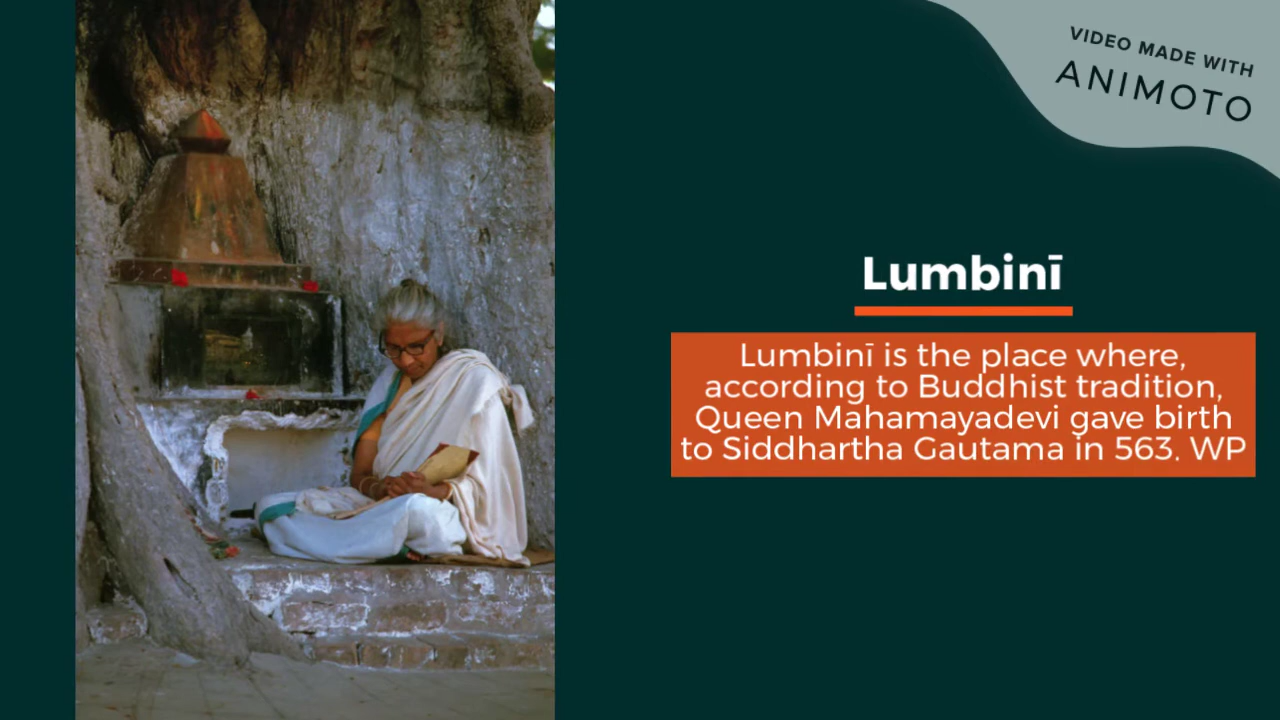 VIDEO MADE WITH
ANIMOTO
Lumbinī
Lumbinī is the place where,
according to Buddhist tradition,
Queen Mahamayadevi gave birth
to Siddhartha Gautama in 563. WP